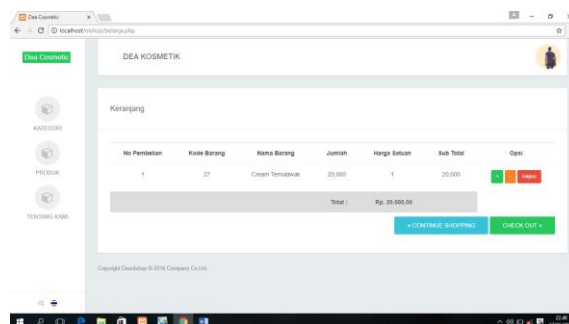 Dea Cosmetic
localhost/olshop/belanja.php
Dea Cosmetic
DEA KOSMETIK
KATEGORI
PRODUK
TENTANG KAMI
Keranjang
No Pembelian Kode Barang Nama Barang Jumlah Harga Satuan Sub Total Opsi
1 27 Cream Temulawak 20,000 1 20,000 + - Hapus
Total : Rp. 20.000,00
« CONTINUE SHOPPING CHECK OUT »
22.48